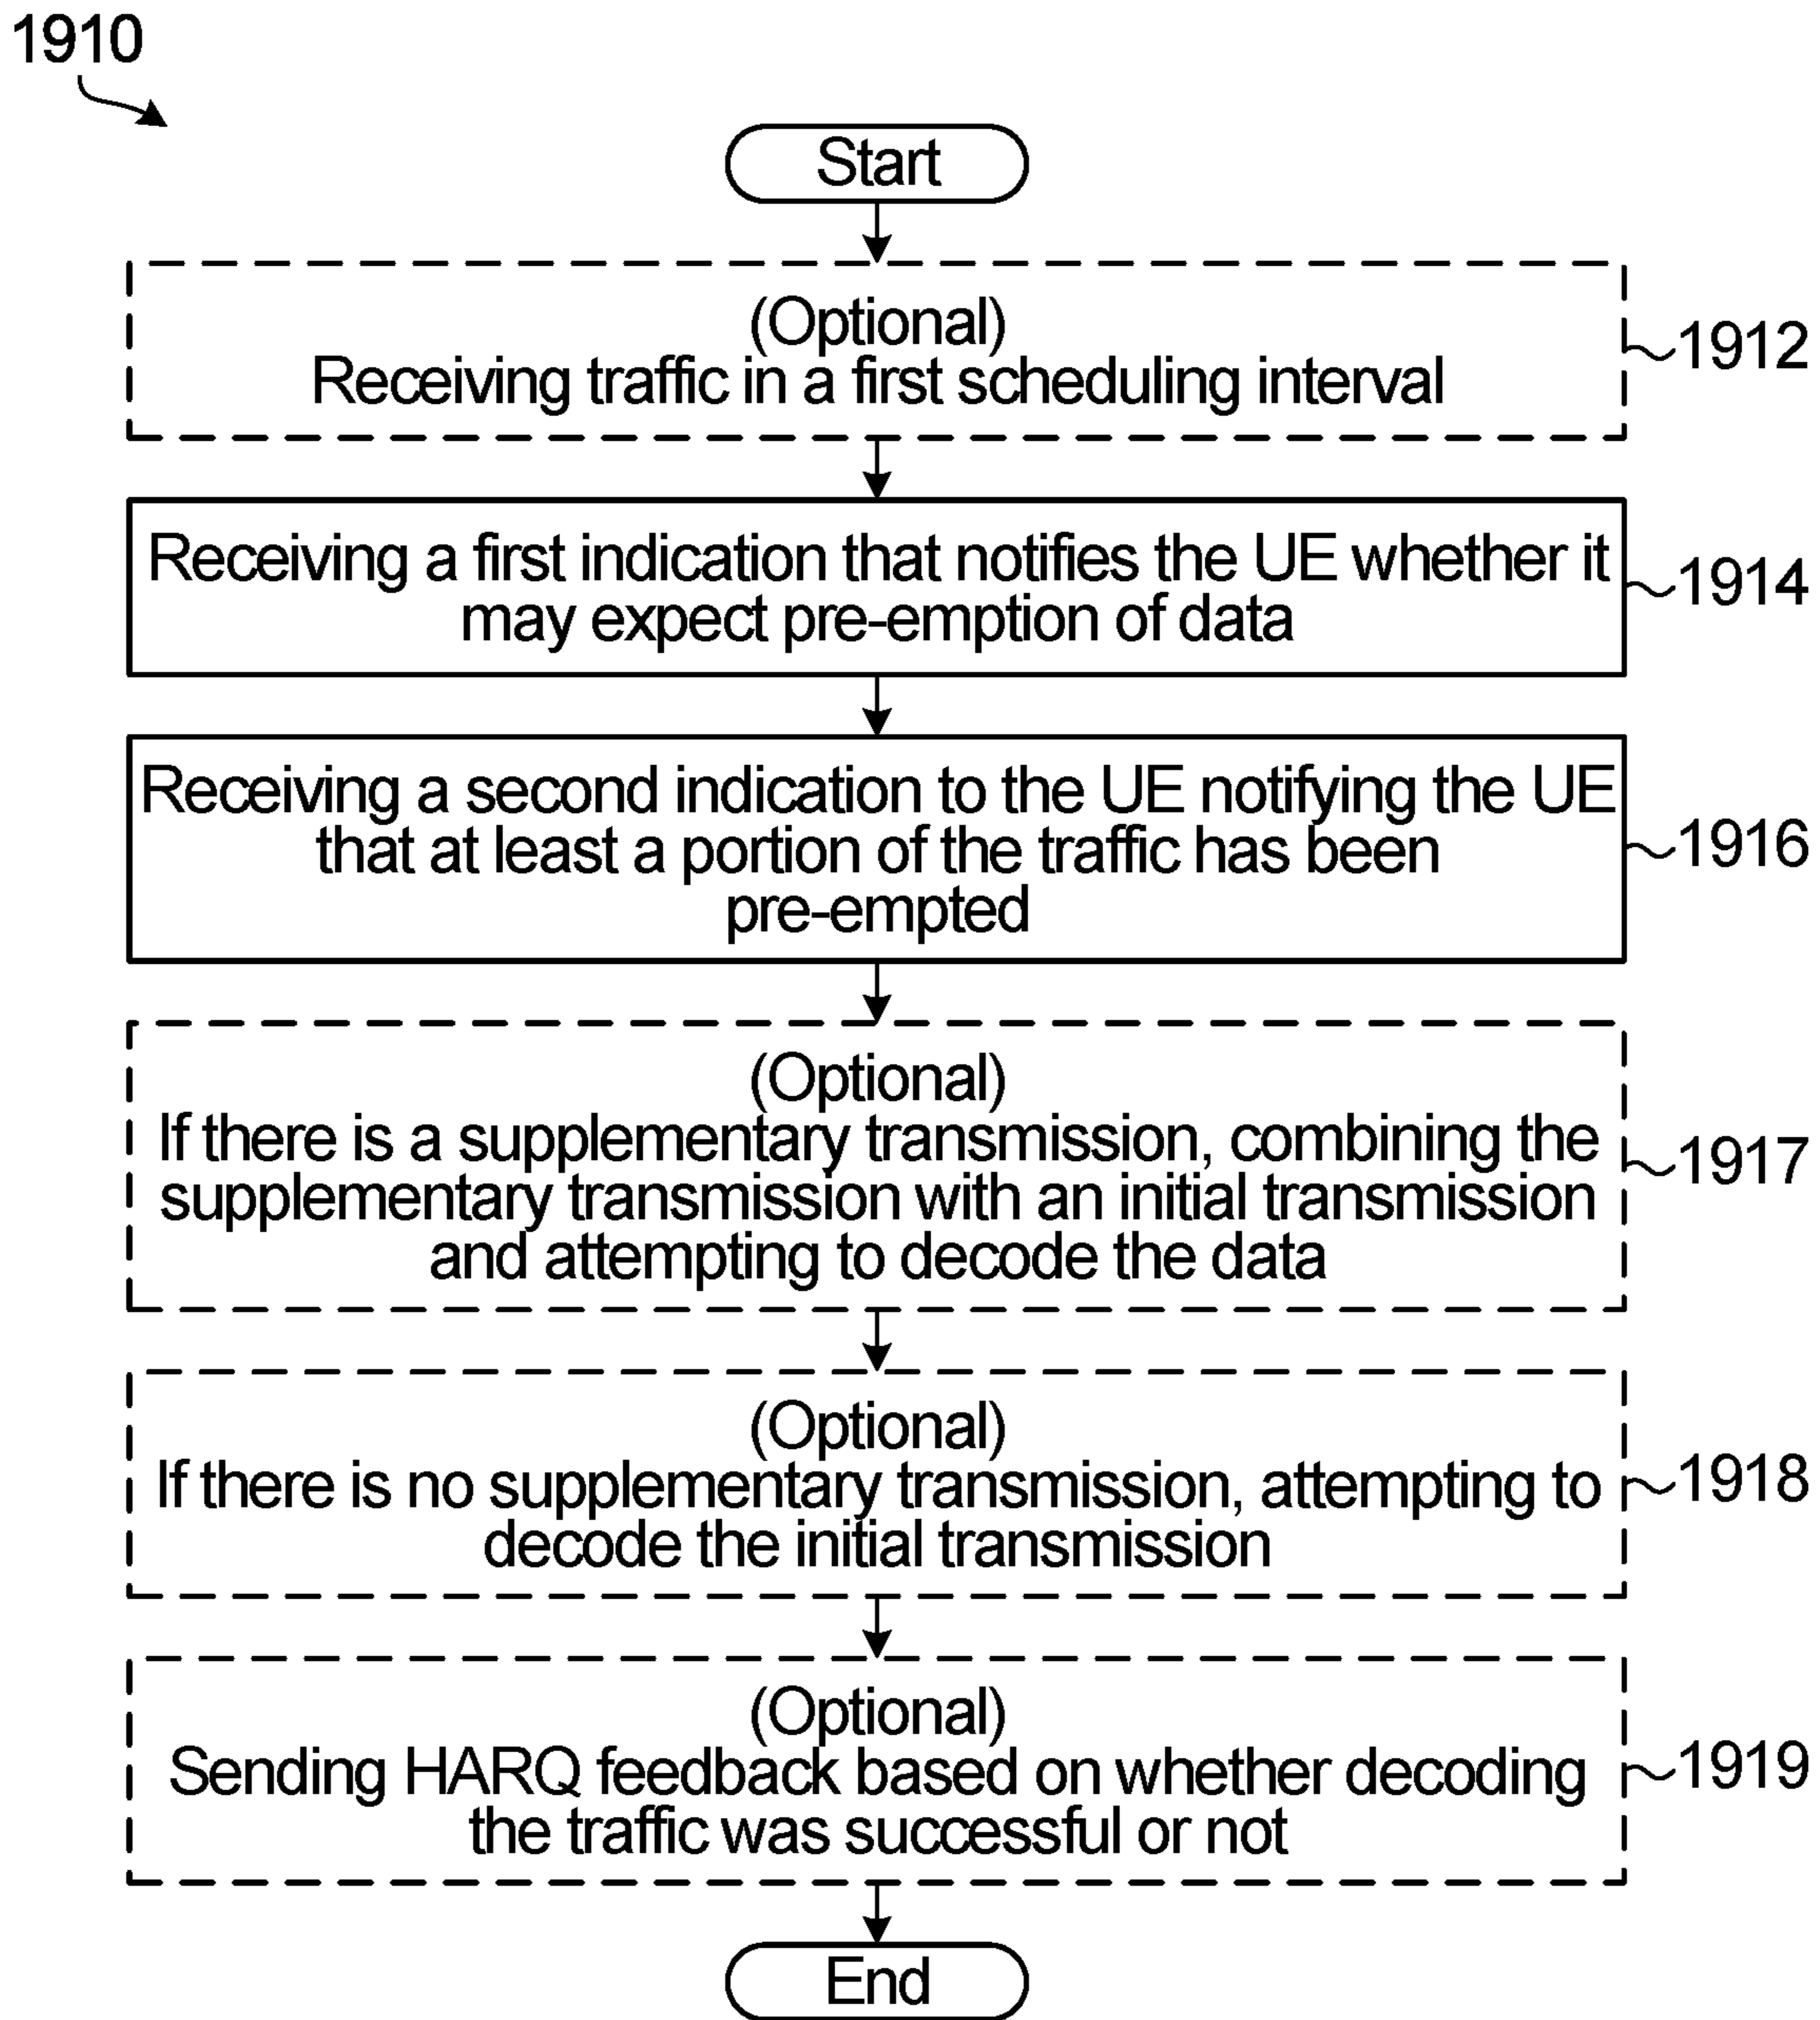 1910
Start
(Optional)
Receiving traffic in a first scheduling interval
1912
Receiving a first indication that notifies the UE whether it
may expect pre-emption of data
1914
Receiving a second indication to the UE notifying the UE
that at least a portion of the traffic has been
pre-empted
1916
(Optional)
If there is a supplementary transmission, combining the
supplementary transmission with an initial transmission
and attempting to decode the data
1917
(Optional)
If there is no supplementary transmission, attempting to
decode the initial transmission
1918
(Optional)
Sending HARQ feedback based on whether decoding
the traffic was successful or not
1919
End